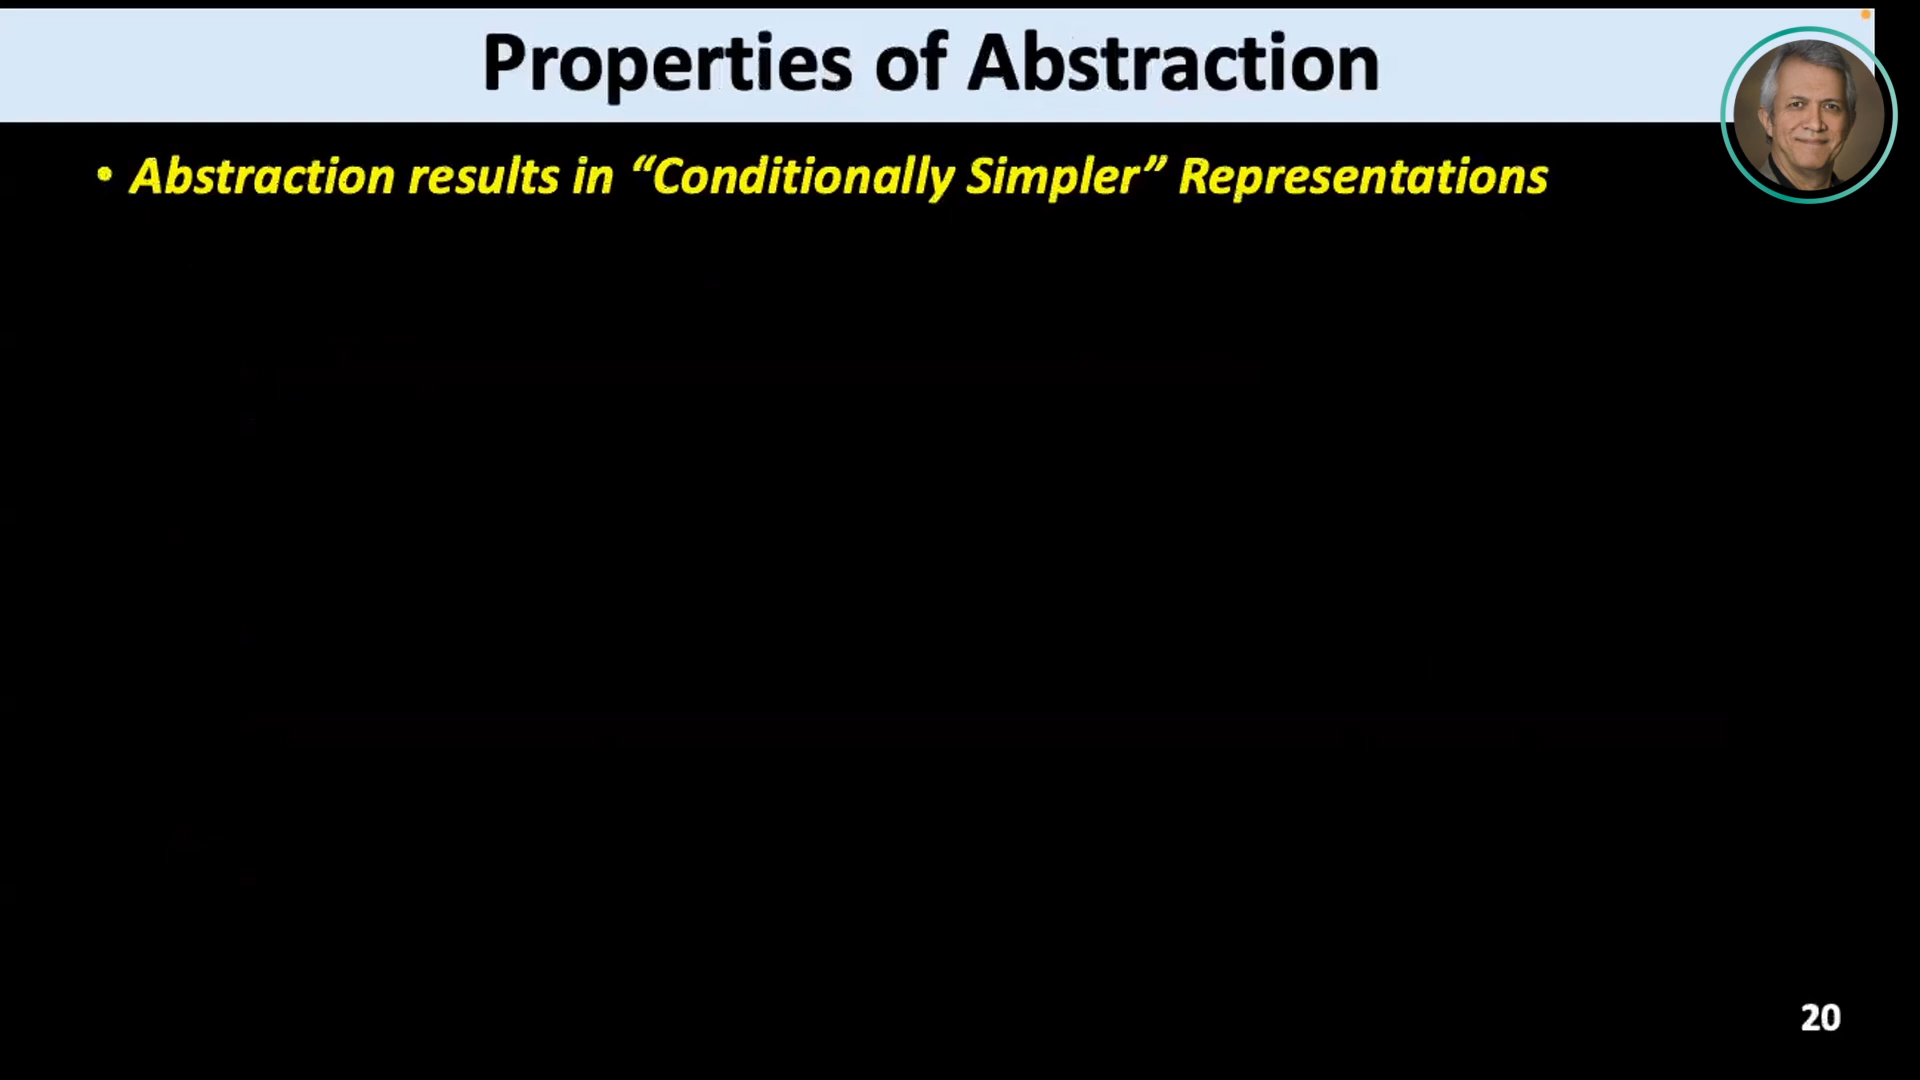 Properties of Abstraction
• Abstraction results in “Conditionally Simpler” Representations
20